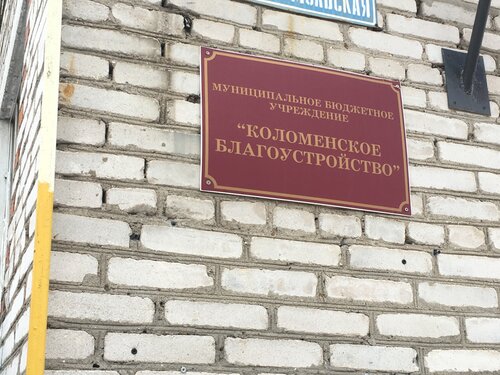 МУНИЦИПАЛЬНОЕ БЮДЖЕТНОЕ
УЧРЕЖДЕНИЕ
“КОЛОМЕНСКОЕ
БЛАГОУСТРОЙСТВО”